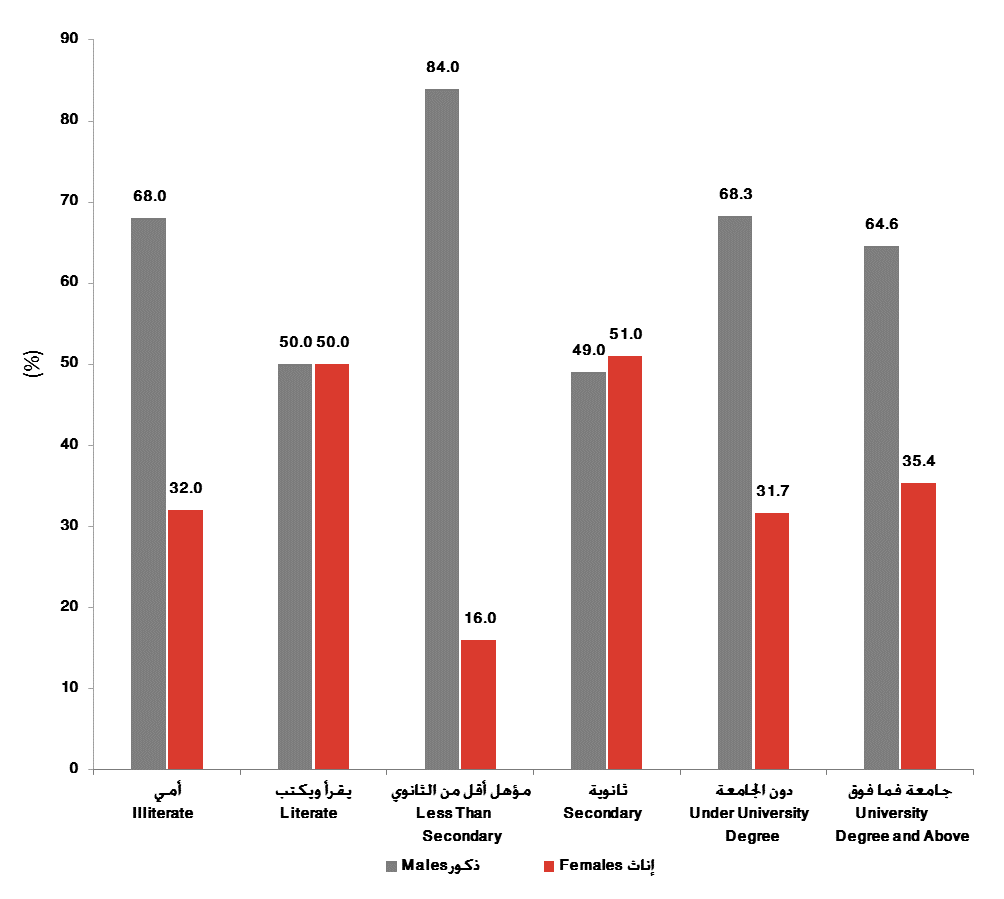 90
84.0
80
70
68.0
68.3
64.6
60
(%)
50
50.0 50.0
49.0
51.0
40
32.0
31.7
35.4
30
20
16.0
10
0
أمي
Illiterate
يقرأ ويكتب
Literate
مؤهل أقل من الثانوي
Less Than
Secondary
ثانوية
Secondary
دون الجامعة
Under University
Degree
جامعة فما فوق
University
Degree and Above
Males ذكور
Females إناث